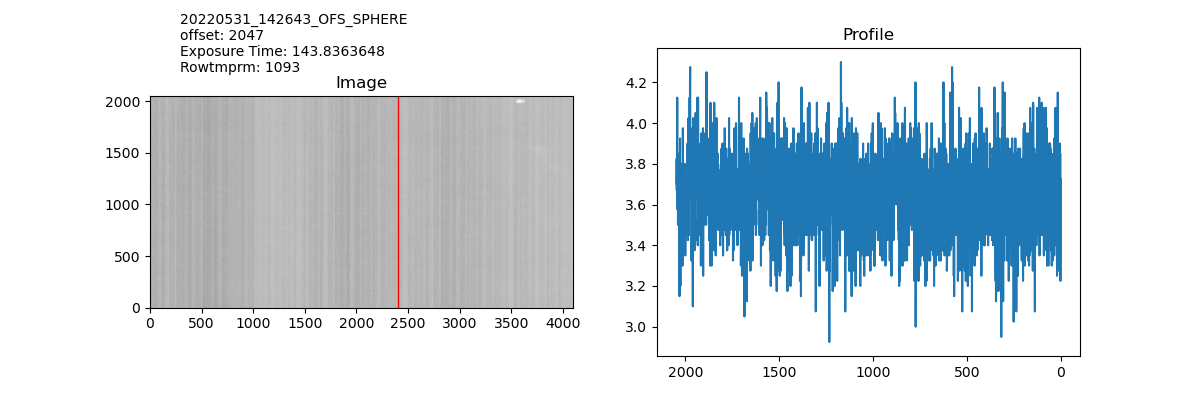 20220531_142643_OFS_SPHERE
offset: 2047
Exposure Time: 143.8363648
Rowtmprm: 1093
Image
2000
1500
1000
500
0
0 500 1000 1500 2000 2500 3000 3500 4000
Profile
4.2
4.0
3.8
3.6
3.4
3.2
3.0
2000 1500 1000 500 0